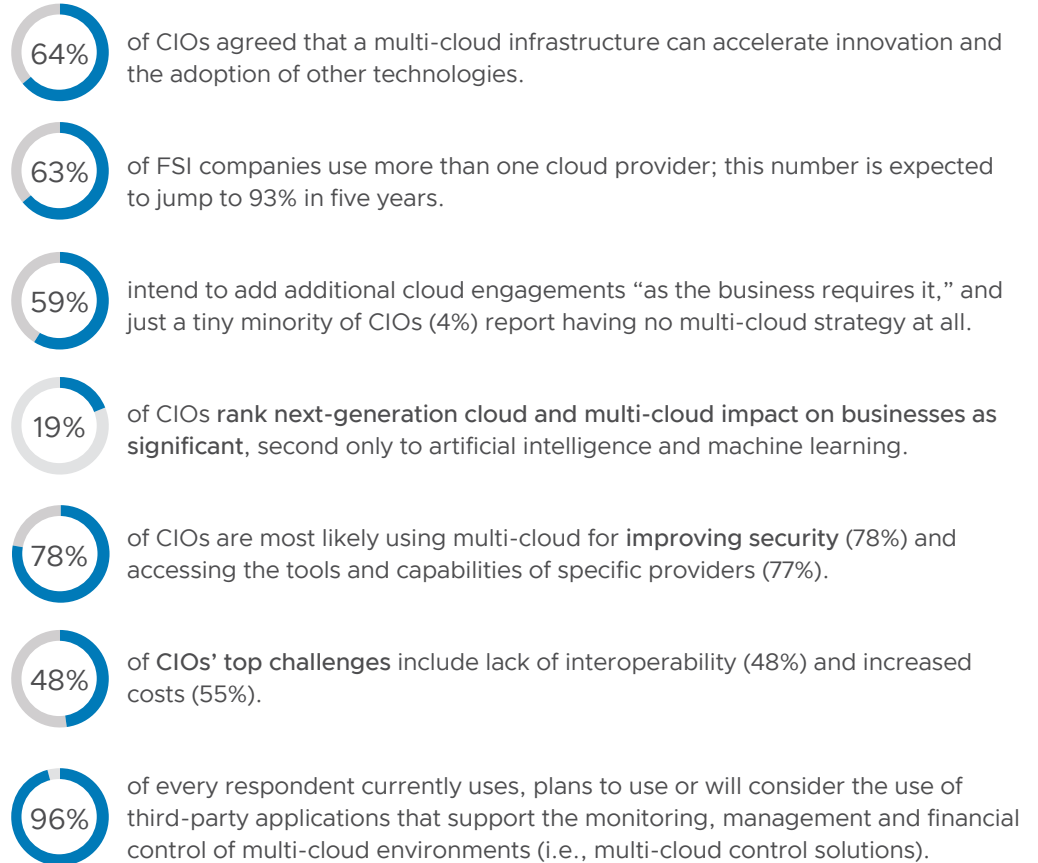 64%
of CIOs agreed that a multi-cloud infrastructure can accelerate innovation and
the adoption of other technologies.
63%
of FSI companies use more than one cloud provider; this number is expected
to jump to 93% in five years.
59%
intend to add additional cloud engagements “as the business requires it,” and
just a tiny minority of CIOs (4%) report having no multi-cloud strategy at all.
19%
of CIOs rank next-generation cloud and multi-cloud impact on businesses as
significant, second only to artificial intelligence and machine learning.
78%
of CIOs are most likely using multi-cloud for improving security (78%) and
accessing the tools and capabilities of specific providers (77%).
48%
of CIOs’ top challenges include lack of interoperability (48%) and increased
costs (55%).
96%
of every respondent currently uses, plans to use or will consider the use of
third-party applications that support the monitoring, management and financial
control of multi-cloud environments (i.e., multi-cloud control solutions).